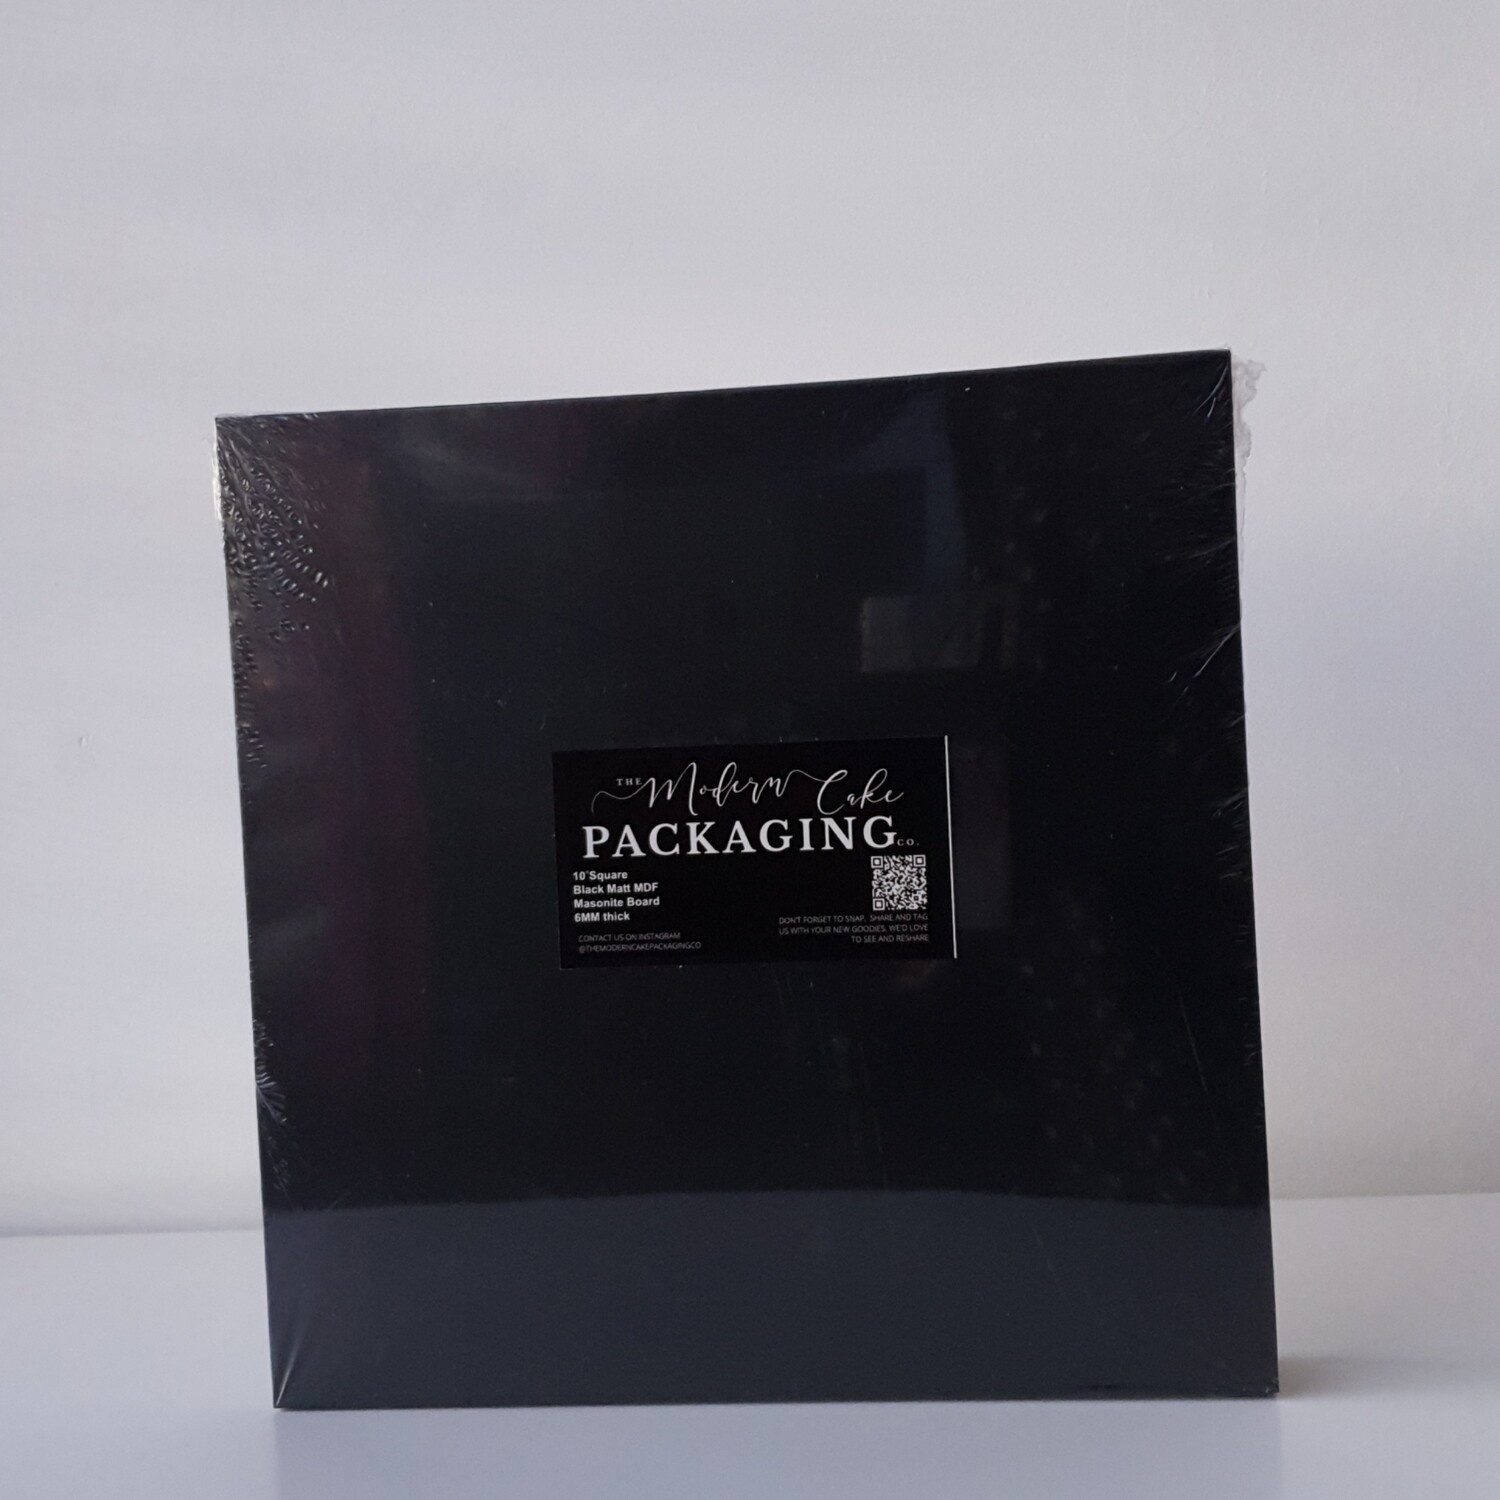 THE Modern Cake
PACKAGING CO.
10"Square
Black Matt MDF
Masonite Board
6MM thick
CONTACT US ON INSTAGRAM
@THEMODERNCAKEPACKAGINGCO
DON'T FORGET TO SNAP, SHARE AND TAG
US WITH YOUR NEW GOODIES, WE'D LOVE
TO SEE AND RESHARE